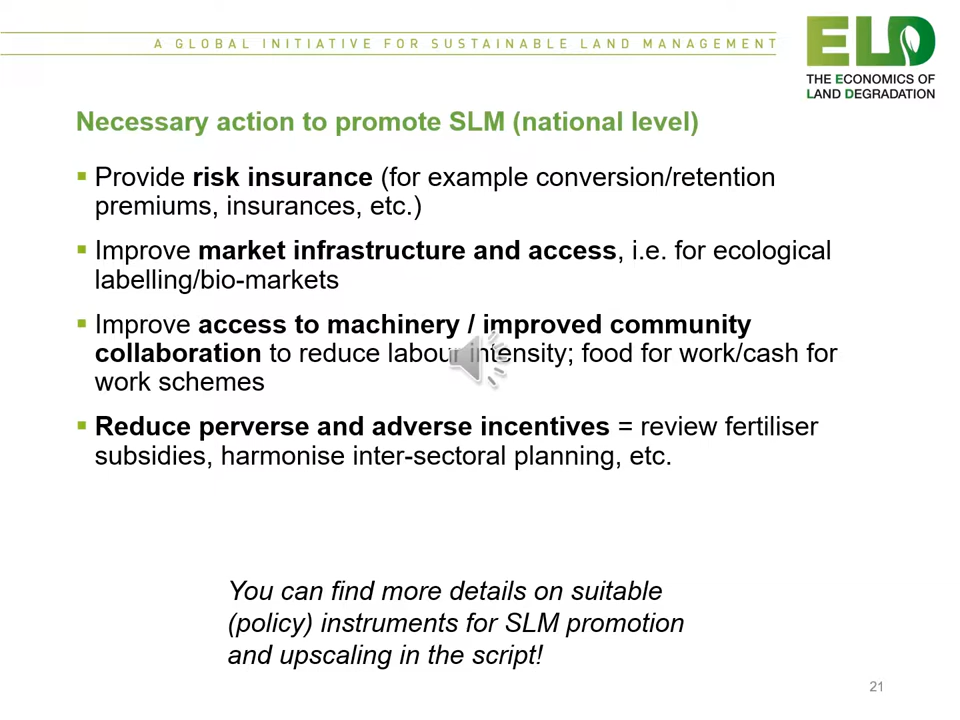 A GLOBAL INITIATIVE FOR SUSTAINABLE LAND MANAGEMENT
ELD
THE ECONOMICS OF
LAND DEGRADATION
Necessary action to promote SLM (national level)
▪ Provide risk insurance (for example conversion/retention
premiums, insurances, etc.)
▪ Improve market infrastructure and access, i.e. for ecological
labelling/bio-markets
▪ Improve access to machinery / improved community
collaboration to reduce labour intensity; food for work/cash for
work schemes
▪ Reduce perverse and adverse incentives = review fertiliser
subsidies, harmonise inter-sectoral planning, etc.
You can find more details on suitable
(policy) instruments for SLM promotion
and upscaling in the script!
21